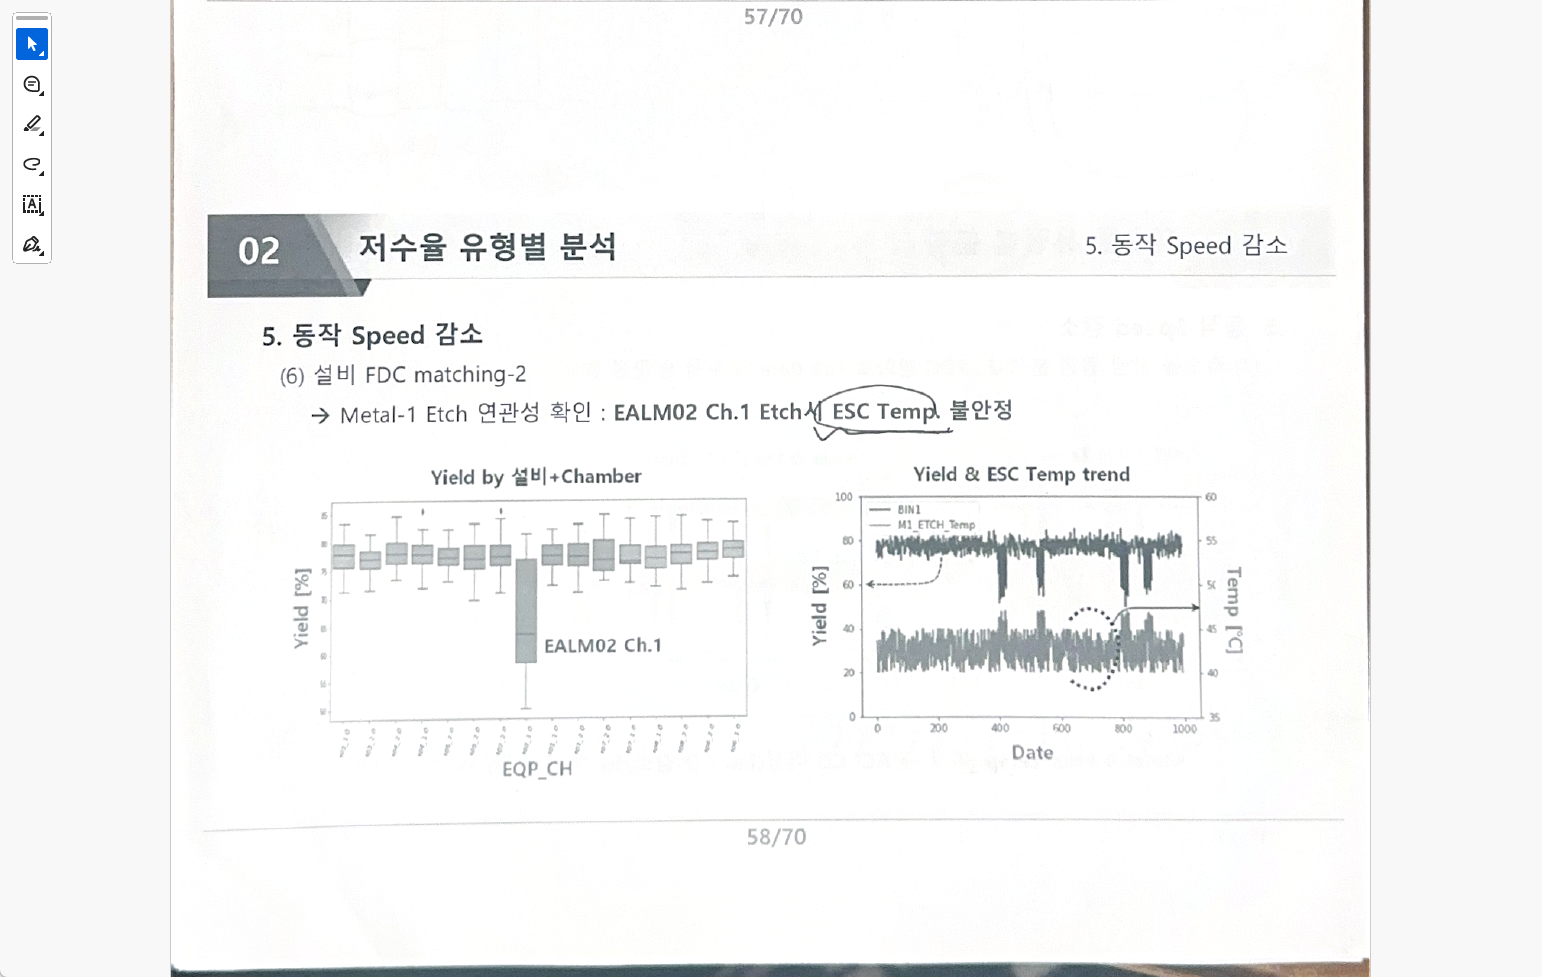 57/70
02 저수율 유형별 분석 5. 동작 Speed 감소
5. 동작 Speed 감소
(6) 설비 FDC matching-2
→ Metal-1 Etch 연관성 확인 : EALM02 Ch.1 Etch시 ESC Temp. 불안정
Yield by 설비+Chamber
Yield [%]
EALM02 Ch.1
EQP_CH
Yield & ESC Temp trend
BIN1
M1_ETCH_Temp
100
80
60
40
20
0
Yield [%]
60
55
45
40
35
Temp [℃]
0 200 400 600 800 1000
Date
58/70